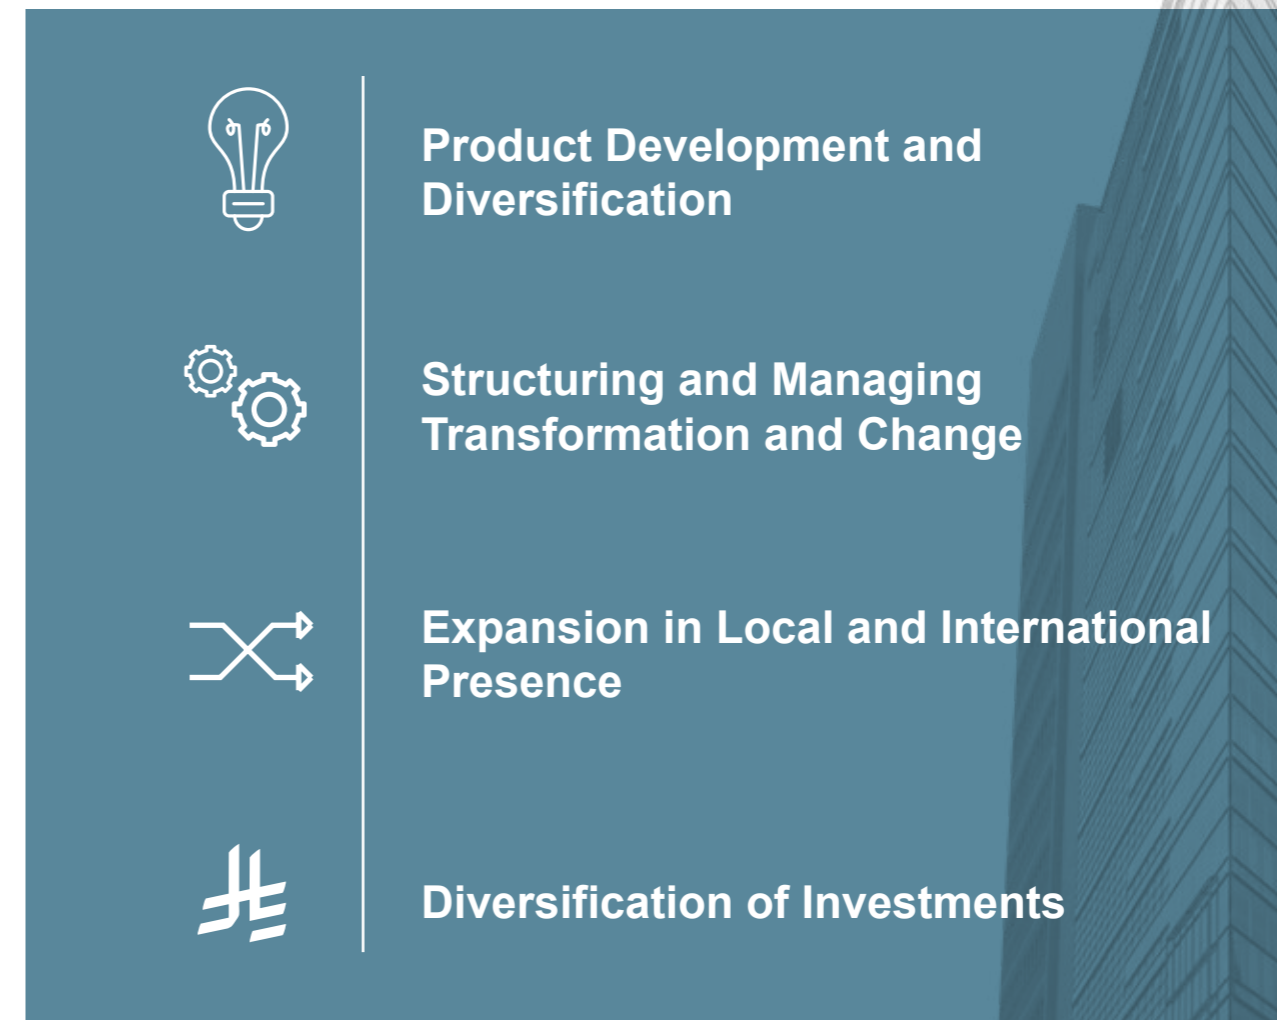 Product Development and
Diversification
Structuring and Managing
Transformation and Change
Expansion in Local and International
Presence
Diversification of Investments